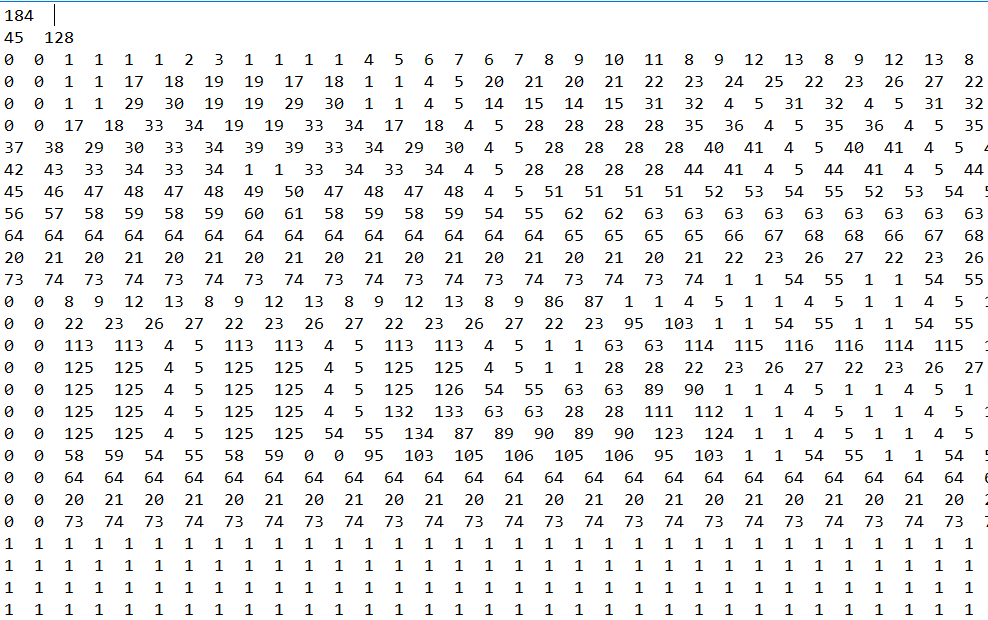 184
45 128
0 0 1 1 1 1 2 3 1 1 1 1 4 5 6 7 6 7 8 9 10 11 8 9 12 13 8 9 12 13 8
0 0 1 1 17 18 19 19 17 18 1 1 4 5 20 21 20 21 22 23 24 25 22 23 26 27 22
0 0 1 1 29 30 19 19 29 30 1 1 4 5 14 15 14 15 31 32 4 5 31 32 4 5 31 32
0 0 17 18 33 34 19 19 33 34 17 18 4 5 28 28 28 28 35 36 4 5 35 36 4 5 35
37 38 29 30 33 34 39 39 33 34 29 30 4 5 28 28 28 28 40 41 4 5 40 41 4 5
42 43 33 34 33 34 1 1 33 34 33 34 4 5 28 28 28 28 44 41 4 5 44 41 4 5 44
45 46 47 48 47 48 49 50 47 48 47 48 4 5 51 51 51 51 52 53 54 55 52 53 54
56 57 58 59 58 59 60 61 58 59 58 59 54 55 62 62 63 63 63 63 63 63 63 63 63
64 64 64 64 64 64 64 64 64 64 64 64 64 64 65 65 65 65 66 67 68 68 66 67 68
20 21 20 21 20 21 20 21 20 21 20 21 20 21 20 21 20 21 22 23 26 27 22 23 26
73 74 73 74 73 74 73 74 73 74 73 74 73 74 73 74 73 74 1 1 54 55 1 1 54 55
0 0 8 9 12 13 8 9 12 13 8 9 12 13 8 9 86 87 1 1 4 5 1 1 4 5 1 1 4 5
0 0 22 23 26 27 22 23 26 27 22 23 26 27 22 23 95 103 1 1 54 55 1 1 54 55
0 0 113 113 4 5 113 113 4 5 113 113 4 5 1 1 63 63 114 115 116 116 114 115
0 0 125 125 4 5 125 125 4 5 125 125 4 5 1 1 28 28 22 23 26 27 22 23 26 27
0 0 125 125 4 5 125 125 4 5 125 126 54 55 63 63 89 90 1 1 4 5 1 1 4 5 1
0 0 125 125 4 5 125 125 4 5 132 133 63 63 28 28 111 112 1 1 4 5 1 1 4 5
0 0 125 125 4 5 125 125 54 55 134 87 89 90 89 90 123 124 1 1 4 5 1 1 4 5
0 0 58 59 54 55 58 59 0 0 95 103 105 106 105 106 95 103 1 1 54 55 1 1 54
0 0 64 64 64 64 64 64 64 64 64 64 64 64 64 64 64 64 64 64 64 64 64 64
0 0 20 21 20 21 20 21 20 21 20 21 20 21 20 21 20 21 20 21 20 21 20 21 20
0 0 73 74 73 74 73 74 73 74 73 74 73 74 73 74 73 74 73 74 73 74 73 74 73
1 1 1 1 1 1 1 1 1 1 1 1 1 1 1 1 1 1 1 1 1 1 1 1 1 1 1 1 1 1 1 1 1
1 1 1 1 1 1 1 1 1 1 1 1 1 1 1 1 1 1 1 1 1 1 1 1 1 1 1 1 1 1 1 1 1
1 1 1 1 1 1 1 1 1 1 1 1 1 1 1 1 1 1 1 1 1 1 1 1 1 1 1 1 1 1 1 1 1
1 1 1 1 1 1 1 1 1 1 1 1 1 1 1 1 1 1 1 1 1 1 1 1 1 1 1 1 1 1 1 1 1